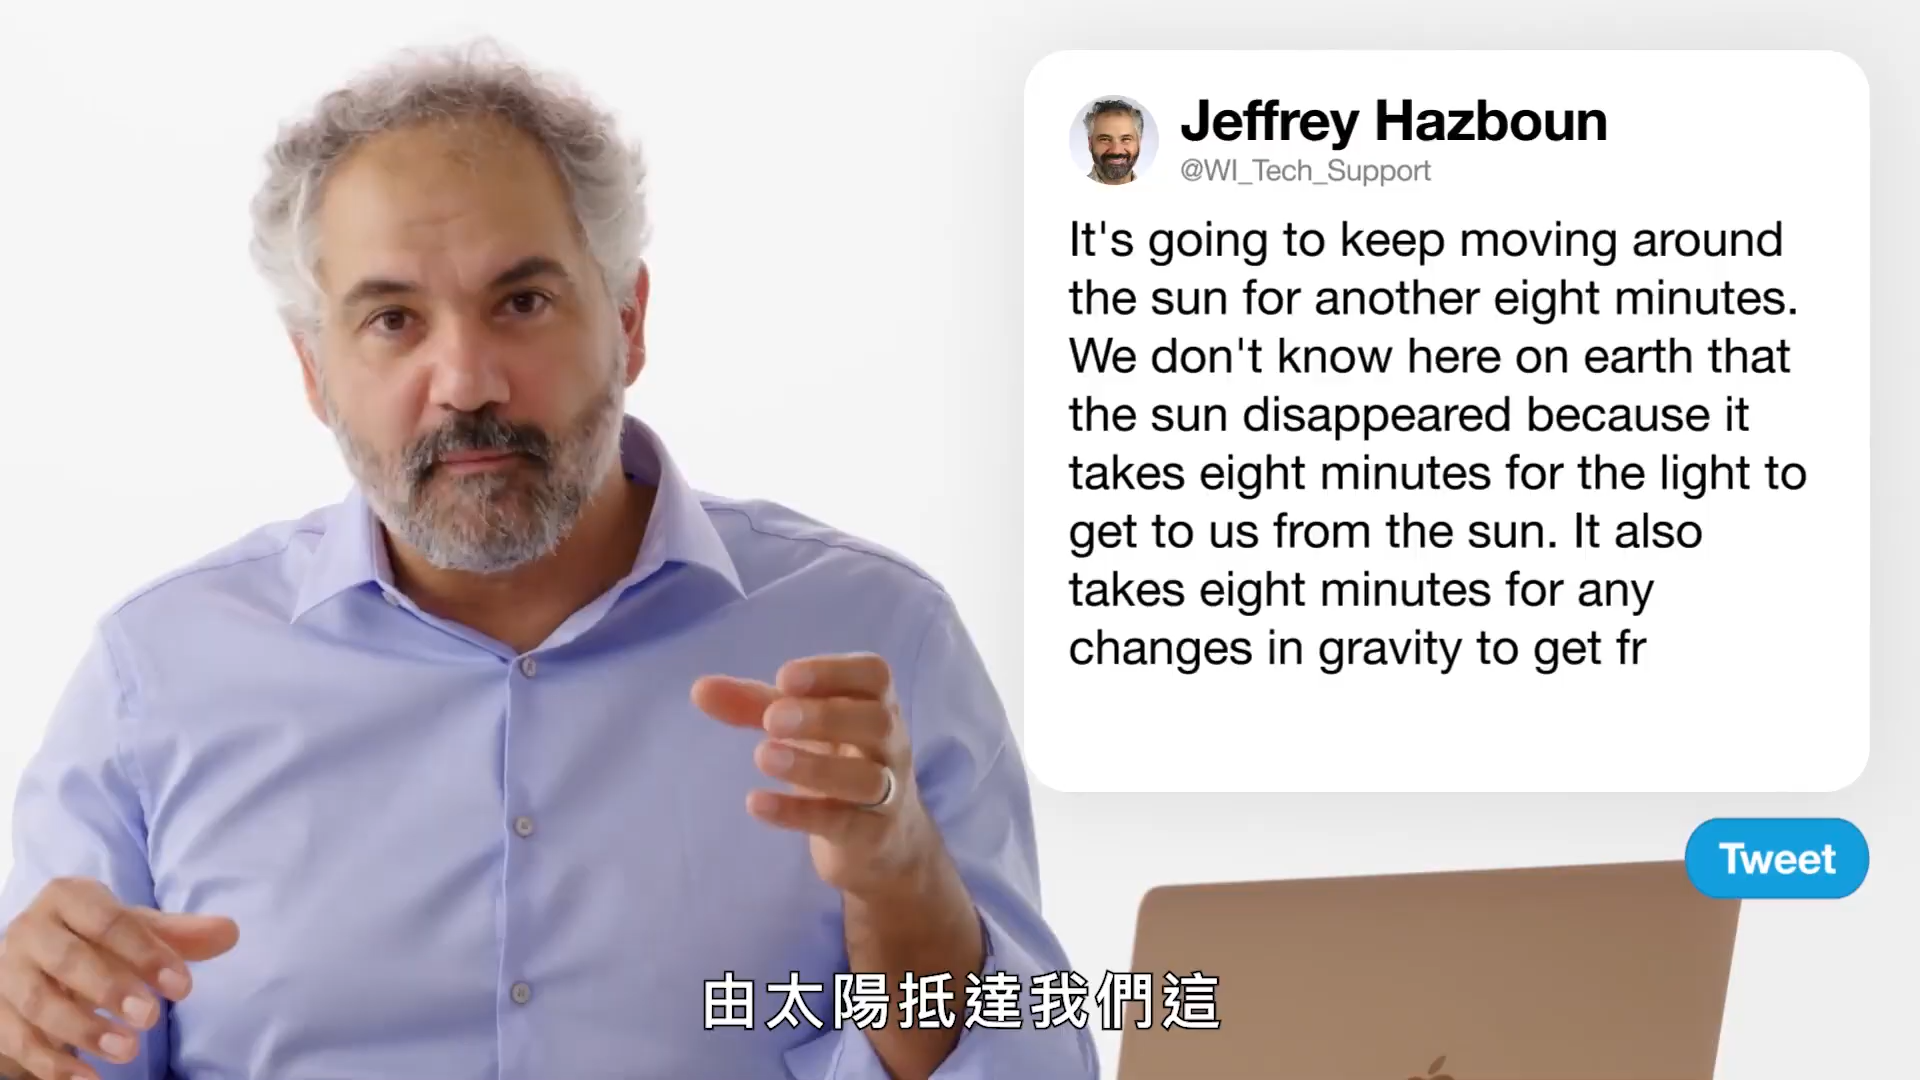 Jeffrey Hazboun
@WI_Tech_Support
It's going to keep moving around
the sun for another eight minutes.
We don't know here on earth that
the sun disappeared because it
takes eight minutes for the light to
get to us from the sun. It also
takes eight minutes for any
changes in gravity to get fr
Tweet
由太陽抵達我們這